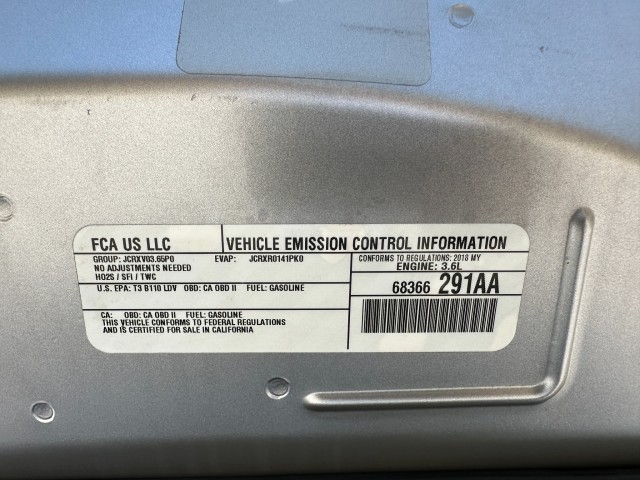 FCA US LLC
VEHICLE EMISSION CONTROL INFORMATION
GROUP: JCRXV03.65P0 EVAP: JCRXR0141PK0
NO ADJUSTMENTS NEEDED
HO2S / SFI / TWC
CONFORMS TO REGULATIONS: 2018 MY
ENGINE: 3.6L
U.S. EPA: T3 B110 LDV OBD: CA OBD II FUEL: GASOLINE
68366 291AA
CA: OBD: CA OBD II FUEL: GASOLINE
THIS VEHICLE CONFORMS TO FEDERAL REGULATIONS
AND IS CERTIFIED FOR SALE IN CALIFORNIA